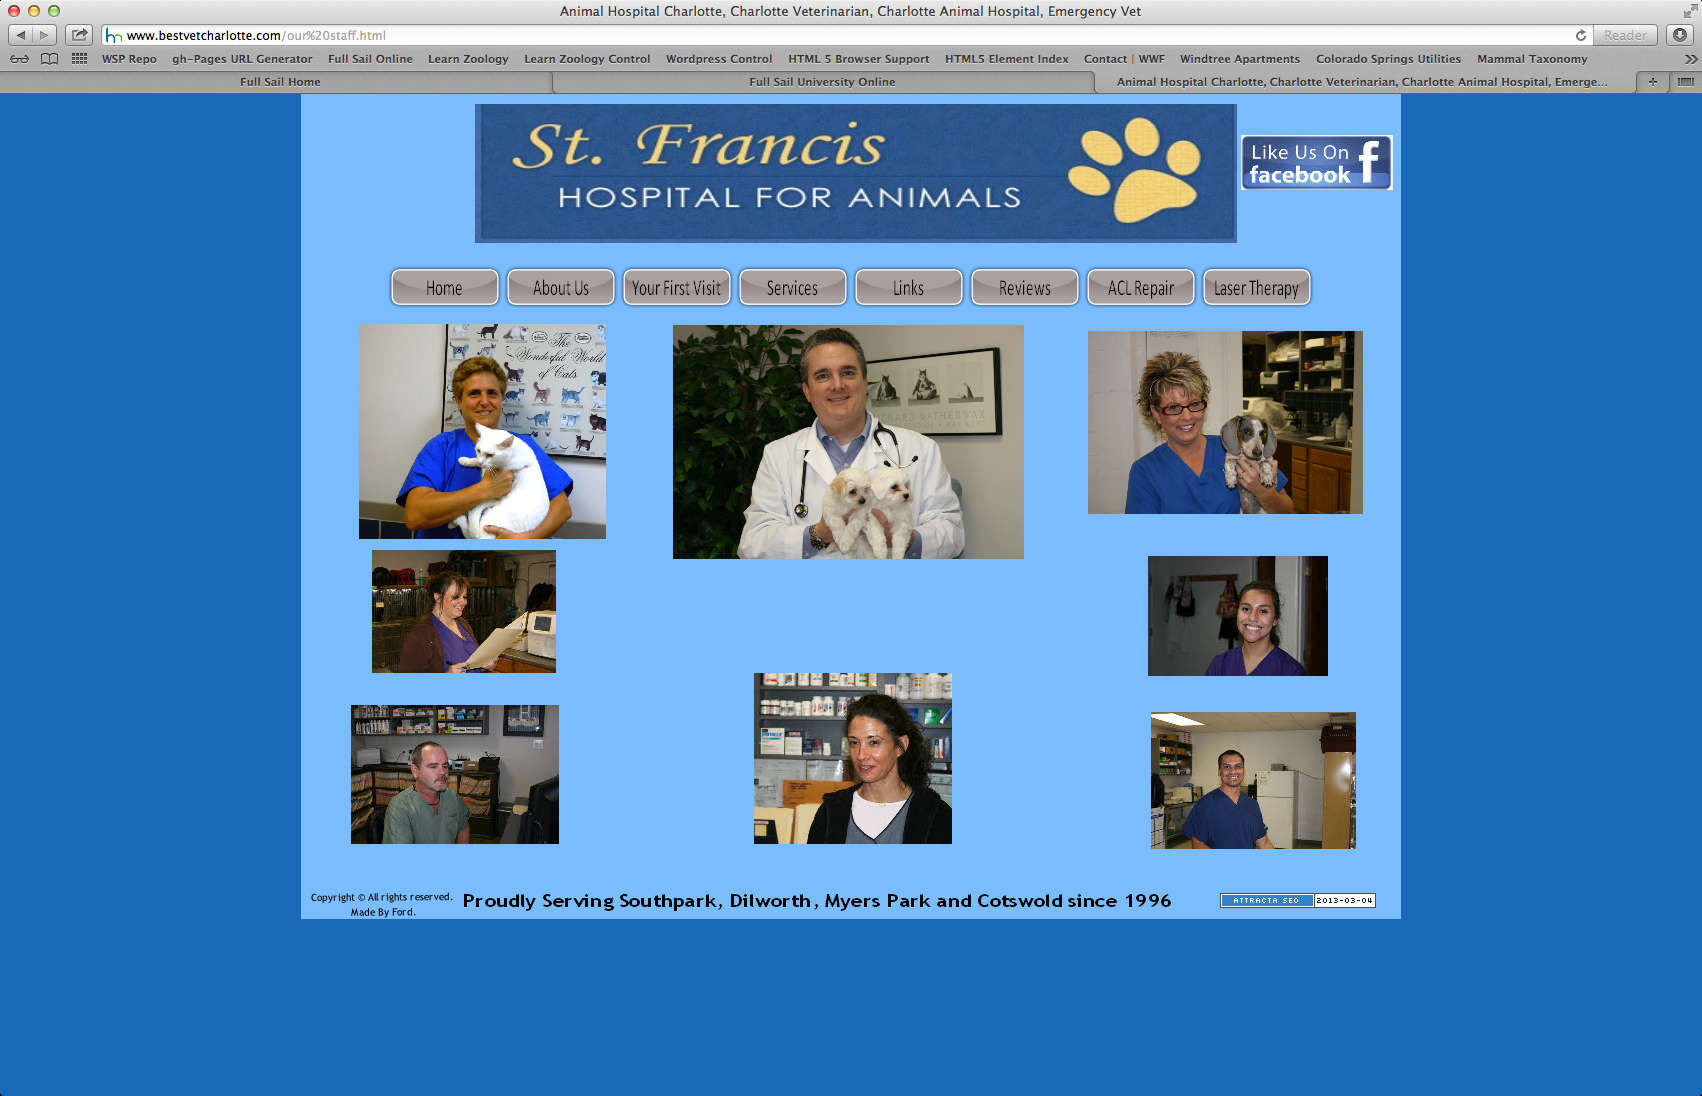 Animal Hospital Charlotte, Charlotte Veterinarian, Charlotte Animal Hospital, Emergency Vet
www.bestvetcharlotte.com/our%20staff.html
Reader
WSP Repo gh-Pages URL Generator Full Sail Online Learn Zoology Learn Zoology Control Wordpress Control HTML 5 Browser Support HTML5 Element Index Contact | WWF Windtree Apartments Colorado Springs Utilities Mammal Taxonomy
Full Sail Home Full Sail University Online Animal Hospital Charlotte, Charlotte Veterinarian, Charlotte Animal Hospital, Emerge...
St. Francis
HOSPITAL FOR ANIMALS
Like Us On
facebook
Home About Us Your First Visit Services Links Reviews ACL Repair Laser Therapy
The
Wonderful World
of Cats
Copyright © All rights reserved.
Made By Ford.
Proudly Serving Southpark, Dilworth, Myers Park and Cotswold since 1996
ATTRACTA SEO 2013-03-04